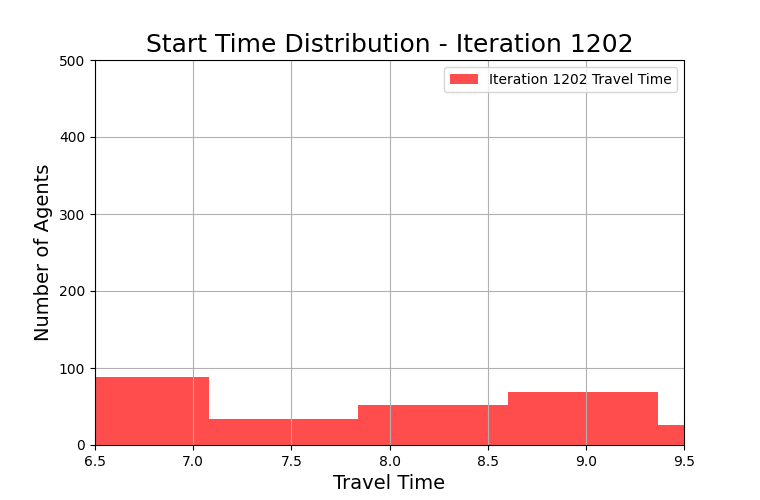 Start Time Distribution - Iteration 1202
500
400
300
200
100
0
Number of Agents
Iteration 1202 Travel Time
6.5 7.0 7.5 8.0 8.5 9.0 9.5
Travel Time